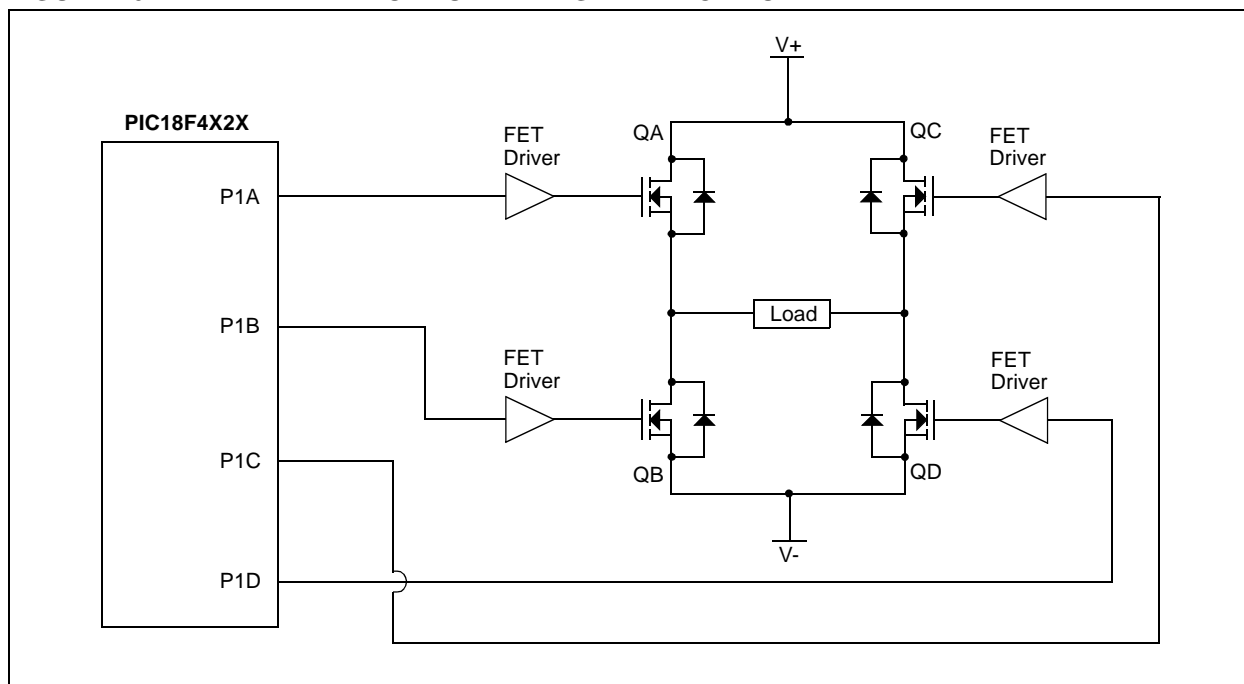 V+
PIC18F4X2X
FET
Driver
QA
QC
FET
Driver
P1A
Load
P1B
FET
Driver
FET
Driver
P1C
QB
QD
V-
P1D